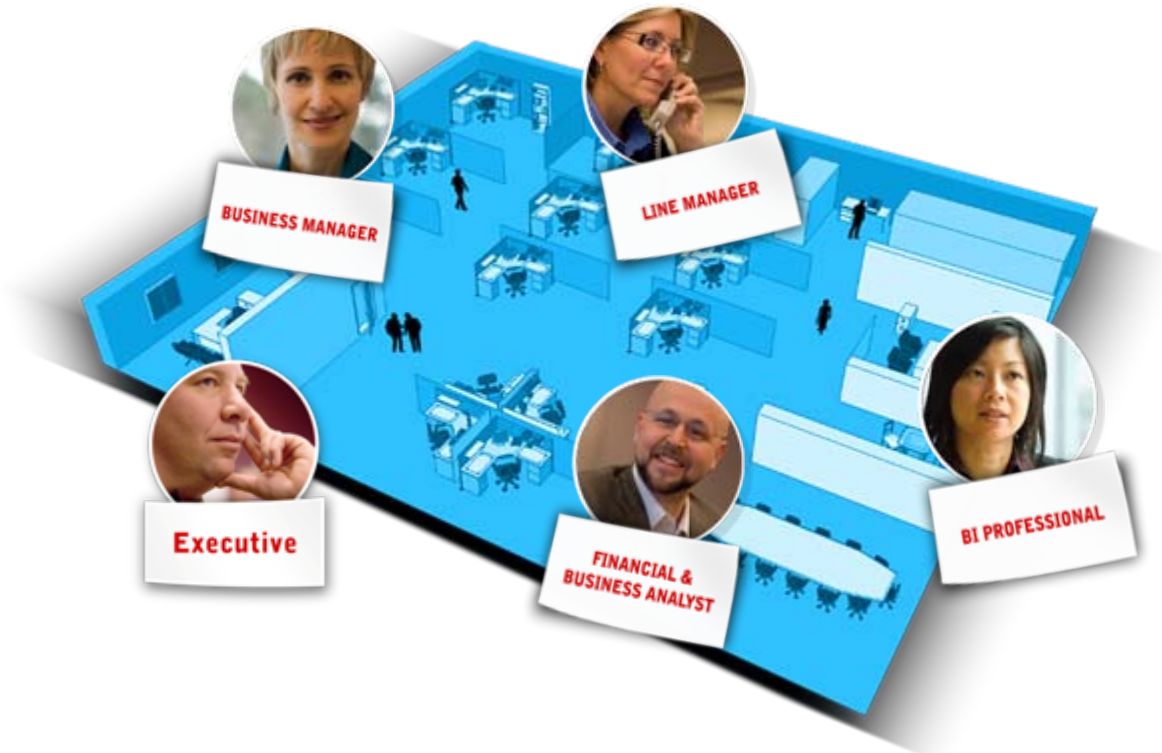 BUSINESS MANAGER
LINE MANAGER
Executive
FINANCIAL &
BUSINESS ANALYST
BI PROFESSIONAL